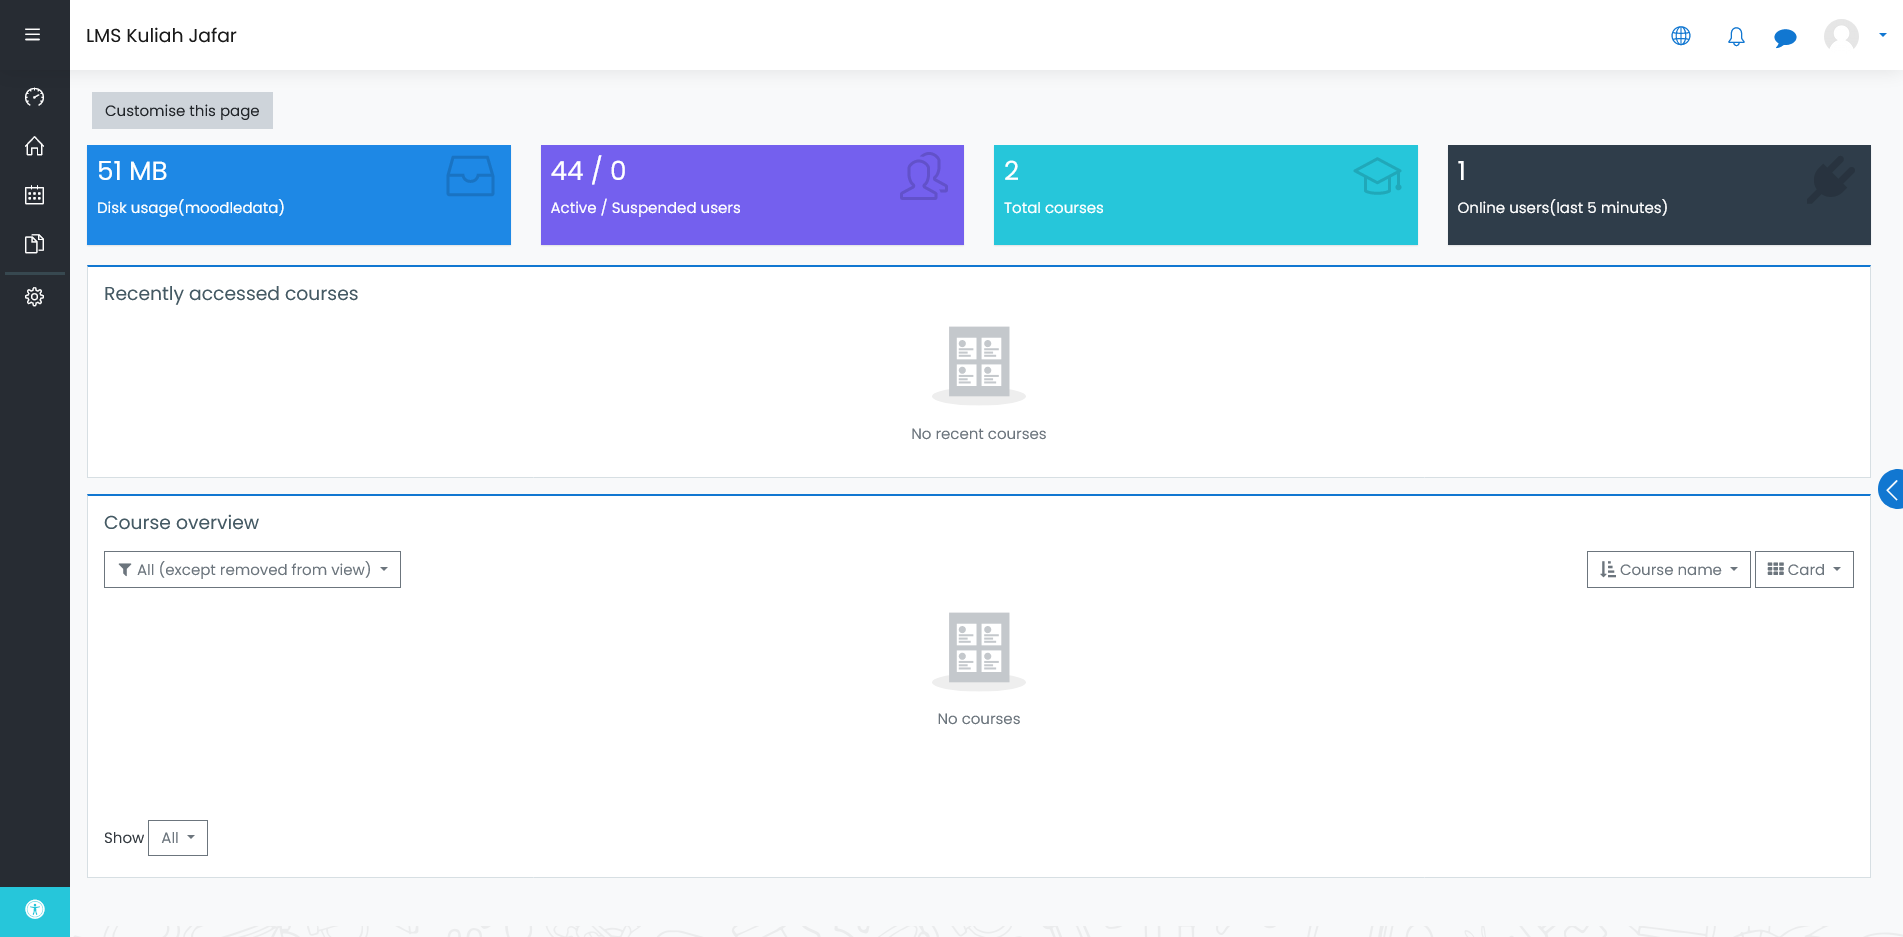 LMS Kuliah Jafar
Customise this page
51 MB
Disk usage(moodledata)
44 / 0
Active / Suspended users
2
Total courses
1
Online users(last 5 minutes)
Recently accessed courses
No recent courses
Course overview
All (except removed from view)
Course name
Card
No courses
Show All